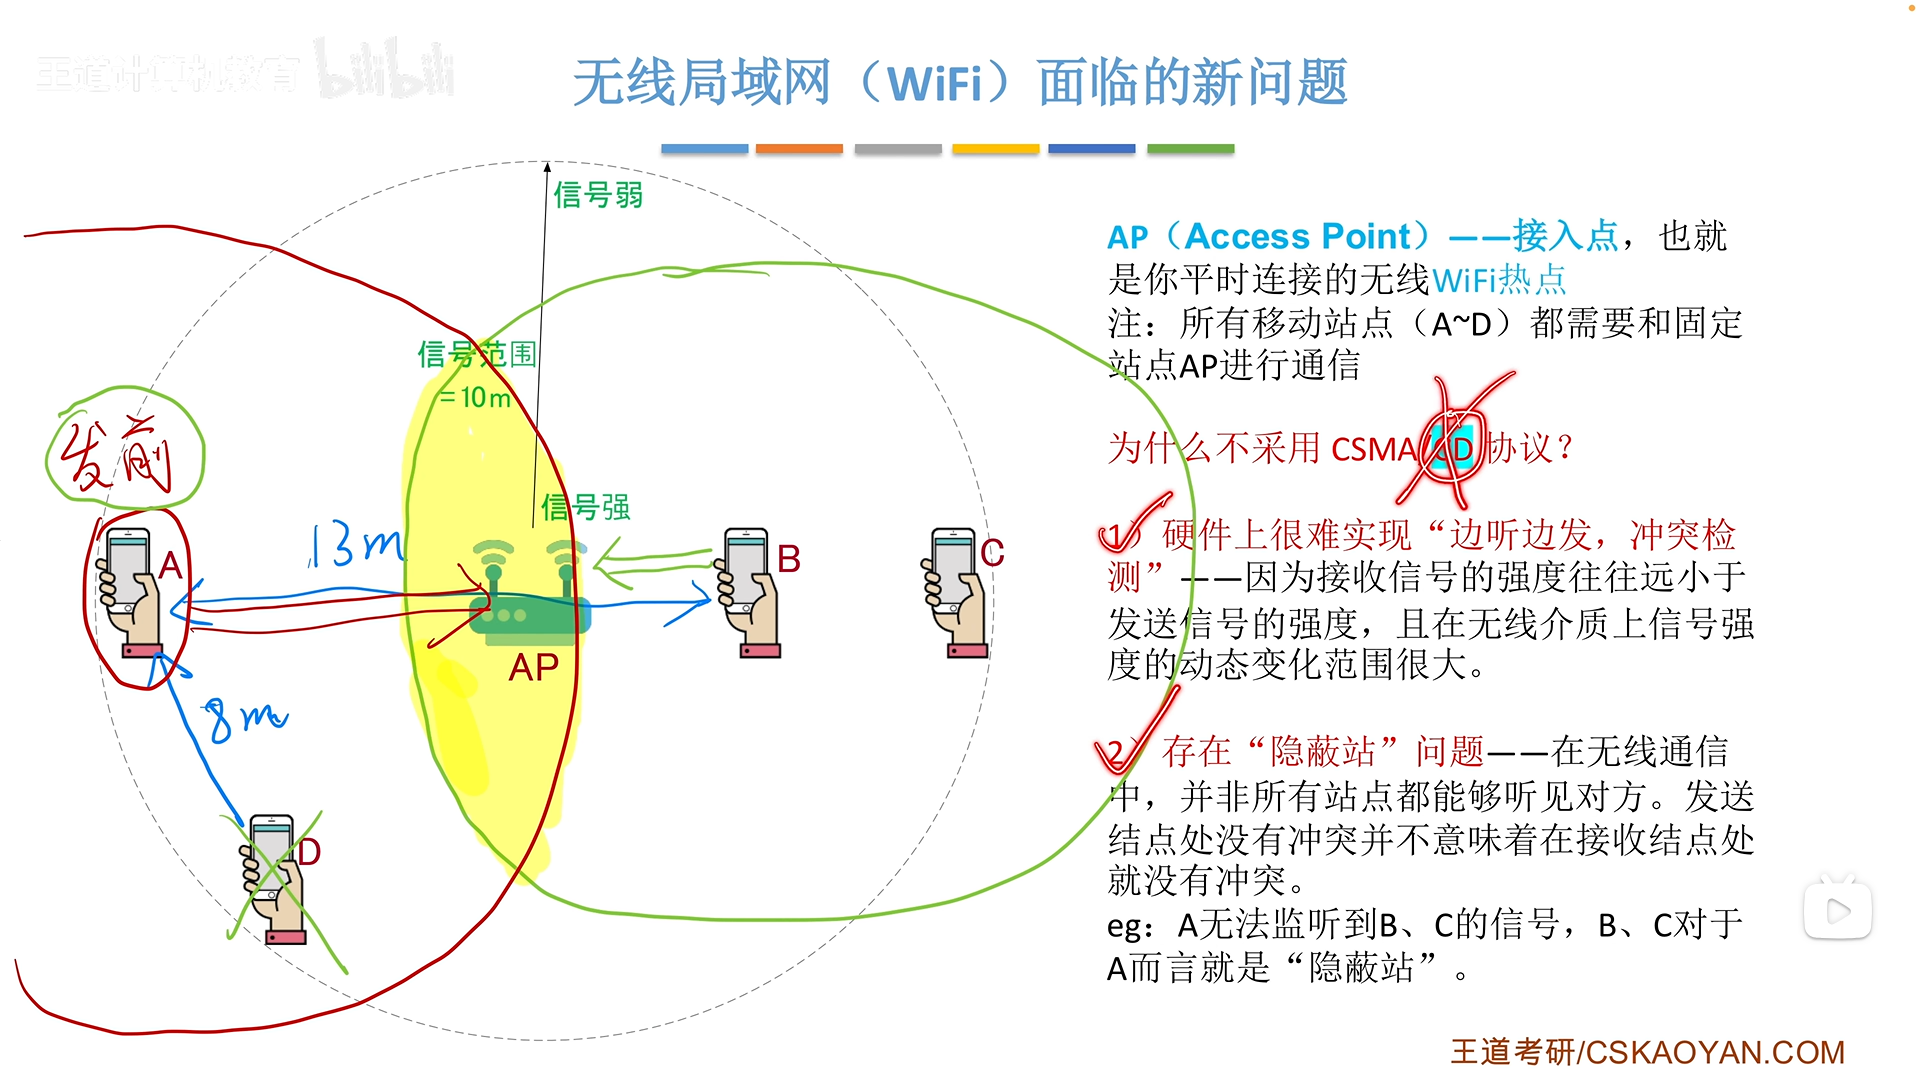 王道计算机教育 bilibili
无线局域网（WiFi）面临的新问题
信号弱
信号范围
=10m
信号强
发前
A
13m
B
C
AP
8m
D
AP（Access Point）——接入点，也就
是你平时连接的无线WiFi热点
注：所有移动站点（A~D）都需要和固定
站点AP进行通信
为什么不采用 CSMA/CD 协议？
1）硬件上很难实现“边听边发，冲突检
测”——因为接收信号的强度往往远小于
发送信号的强度，且在无线介质上信号强
度的动态变化范围很大。
2）存在“隐蔽站”问题——在无线通信
中，并非所有站点都能够听见对方。发送
结点处没有冲突并不意味着在接收结点处
就没有冲突。
eg：A无法监听到B、C的信号，B、C对于
A而言就是“隐蔽站”。
王道考研/CSKAOYAN.COM